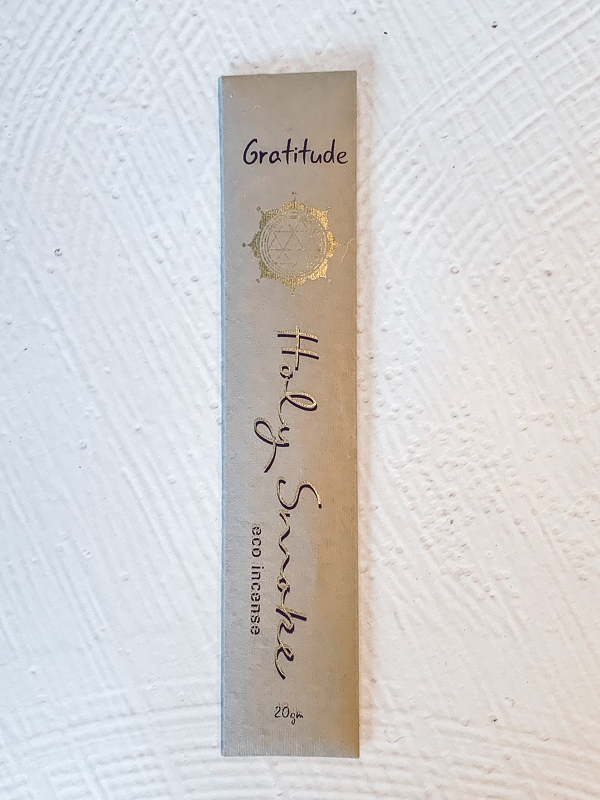 Gratitude
Holy Smoke
eco incense
20gm